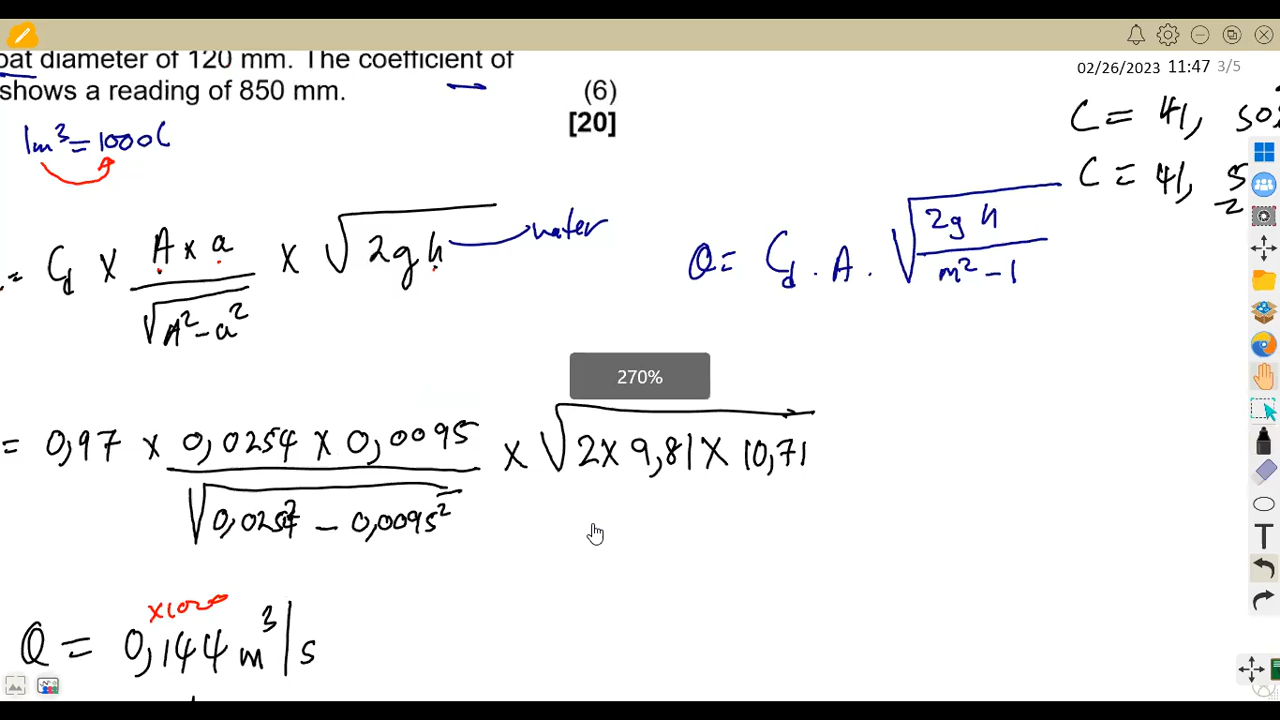 02/26/2023 11:47 3/5
oat diameter of 120 mm. The coefficient of
shows a reading of 850 mm. (6)
[20]
1m³ = 1000l
C = 41,
C = 41,
= Cd × A × a / √(A² - a²) × √(2gh) water
Q = Cd . A . √(2gh / (m² - 1))
270%
= 0,97 × 0,0254 × 0,0095 / √(0,0254² - 0,0095²) × √(2 × 9,81 × 10,71)
×1000
Q = 0,144 m³/s